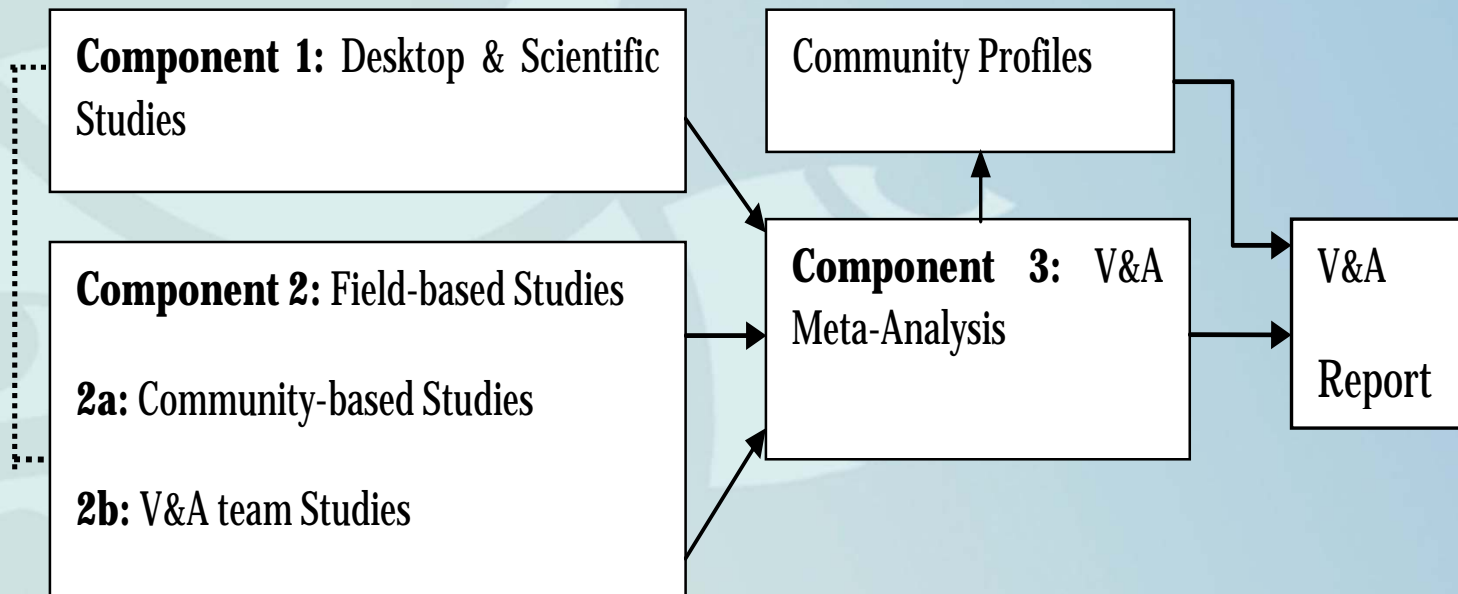 Component 1: Desktop & Scientific
Studies
Component 2: Field-based Studies
2a: Community-based Studies
2b: V&A team Studies
Community Profiles
Component 3: V&A
Meta-Analysis
V&A
Report